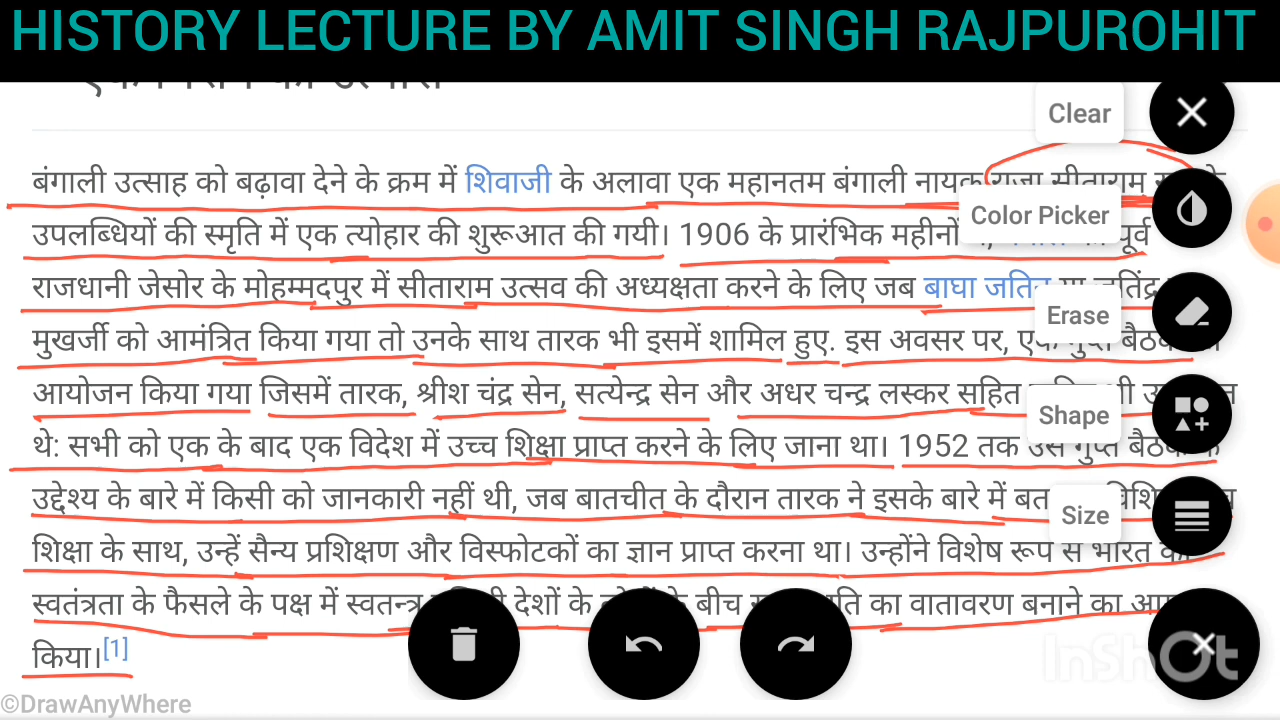 HISTORY LECTURE BY AMIT SINGH RAJPUROHIT
Clear
बंगाली उत्साह को बढ़ावा देने के क्रम में शिवाजी के अलावा एक महानतम बंगाली नायक राजा सीताराम के
Color Picker
उपलब्धियों की स्मृति में एक त्योहार की शुरूआत की गयी। 1906 के प्रारंभिक महीनों पूर्व
राजधानी जेसोर के मोहम्मदपुर में सीताराम उत्सव की अध्यक्षता करने के लिए जब बाघा जतिन
Erase
मुखर्जी को आमंत्रित किया गया तो उनके साथ तारक भी इसमें शामिल हुए. इस अवसर पर, एक गुप्त बैठक
आयोजन किया गया जिसमें तारक, श्रीश चंद्र सेन, सत्येन्द्र सेन और अधर चन्द्र लस्कर सहित
Shape
थे: सभी को एक के बाद एक विदेश में उच्च शिक्षा प्राप्त करने के लिए जाना था। 1952 तक उस गुप्त बैठक के
उद्देश्य के बारे में किसी को जानकारी नहीं थी, जब बातचीत के दौरान तारक ने इसके बारे में
Size
शिक्षा के साथ, उन्हें सैन्य प्रशिक्षण और विस्फोटकों का ज्ञान प्राप्त करना था। उन्होंने विशेष रूप से भारत की
स्वतंत्रता के फैसले के पक्ष में देशों के बीच का वातावरण बनाने का
किया।[1]
InShOt
©DrawAnyWhere